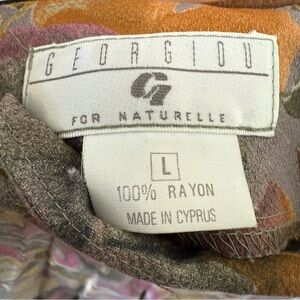 GEORGIOU
G
FOR NATURELLE
L
100% RAYON
MADE IN CYPRUS